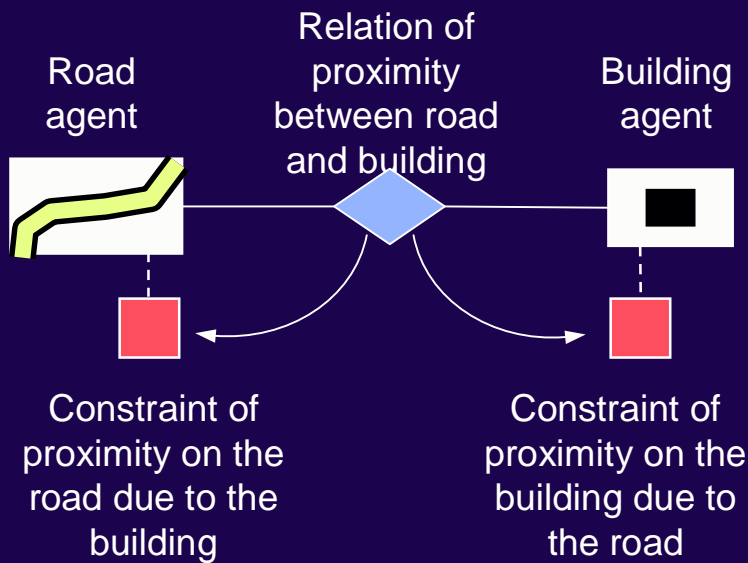 Road
agent
Relation of
proximity
between road
and building
Building
agent
Constraint of
proximity on the
road due to the
building
Constraint of
proximity on the
building due to
the road